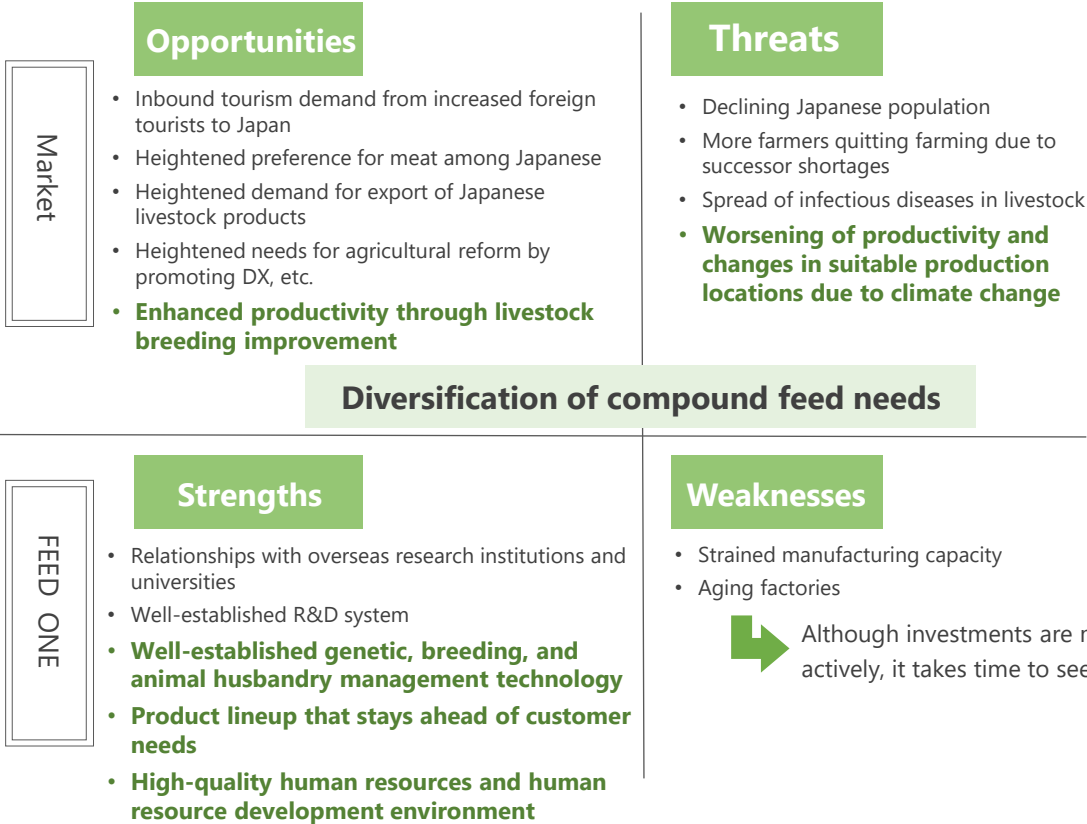 Market
Opportunities
• Inbound tourism demand from increased foreign
tourists to Japan
• Heightened preference for meat among Japanese
• Heightened demand for export of Japanese
livestock products
• Heightened needs for agricultural reform by
promoting DX, etc.
• Enhanced productivity through livestock
breeding improvement
Threats
• Declining Japanese population
• More farmers quitting farming due to
successor shortages
• Spread of infectious diseases in livestock
• Worsening of productivity and
changes in suitable production
locations due to climate change
Diversification of compound feed needs
FEED ONE
Strengths
• Relationships with overseas research institutions and
universities
• Well-established R&D system
• Well-established genetic, breeding, and
animal husbandry management technology
• Product lineup that stays ahead of customer
needs
• High-quality human resources and human
resource development environment
Weaknesses
• Strained manufacturing capacity
• Aging factories
Although investments are
actively, it takes time to see